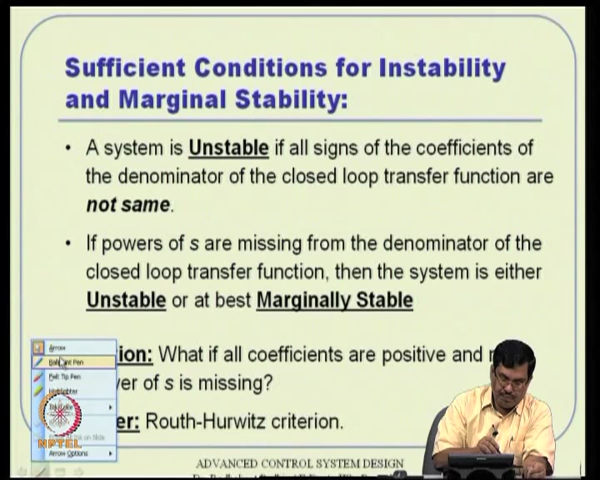 Sufficient Conditions for Instability
and Marginal Stability:
• A system is Unstable if all signs of the coefficients of
the denominator of the closed loop transfer function are
not same.
• If powers of s are missing from the denominator of the
closed loop transfer function, then the system is either
Unstable or at best Marginally Stable
Arrow
ion: What if all coefficients are positive and
Ballpoint Pen
Felt Tip Pen
er of s is missing?
Highlighter
NPTEL
er: Routh-Hurwitz criterion.
Arrow Options
ADVANCED CONTROL SYSTEM DESIGN